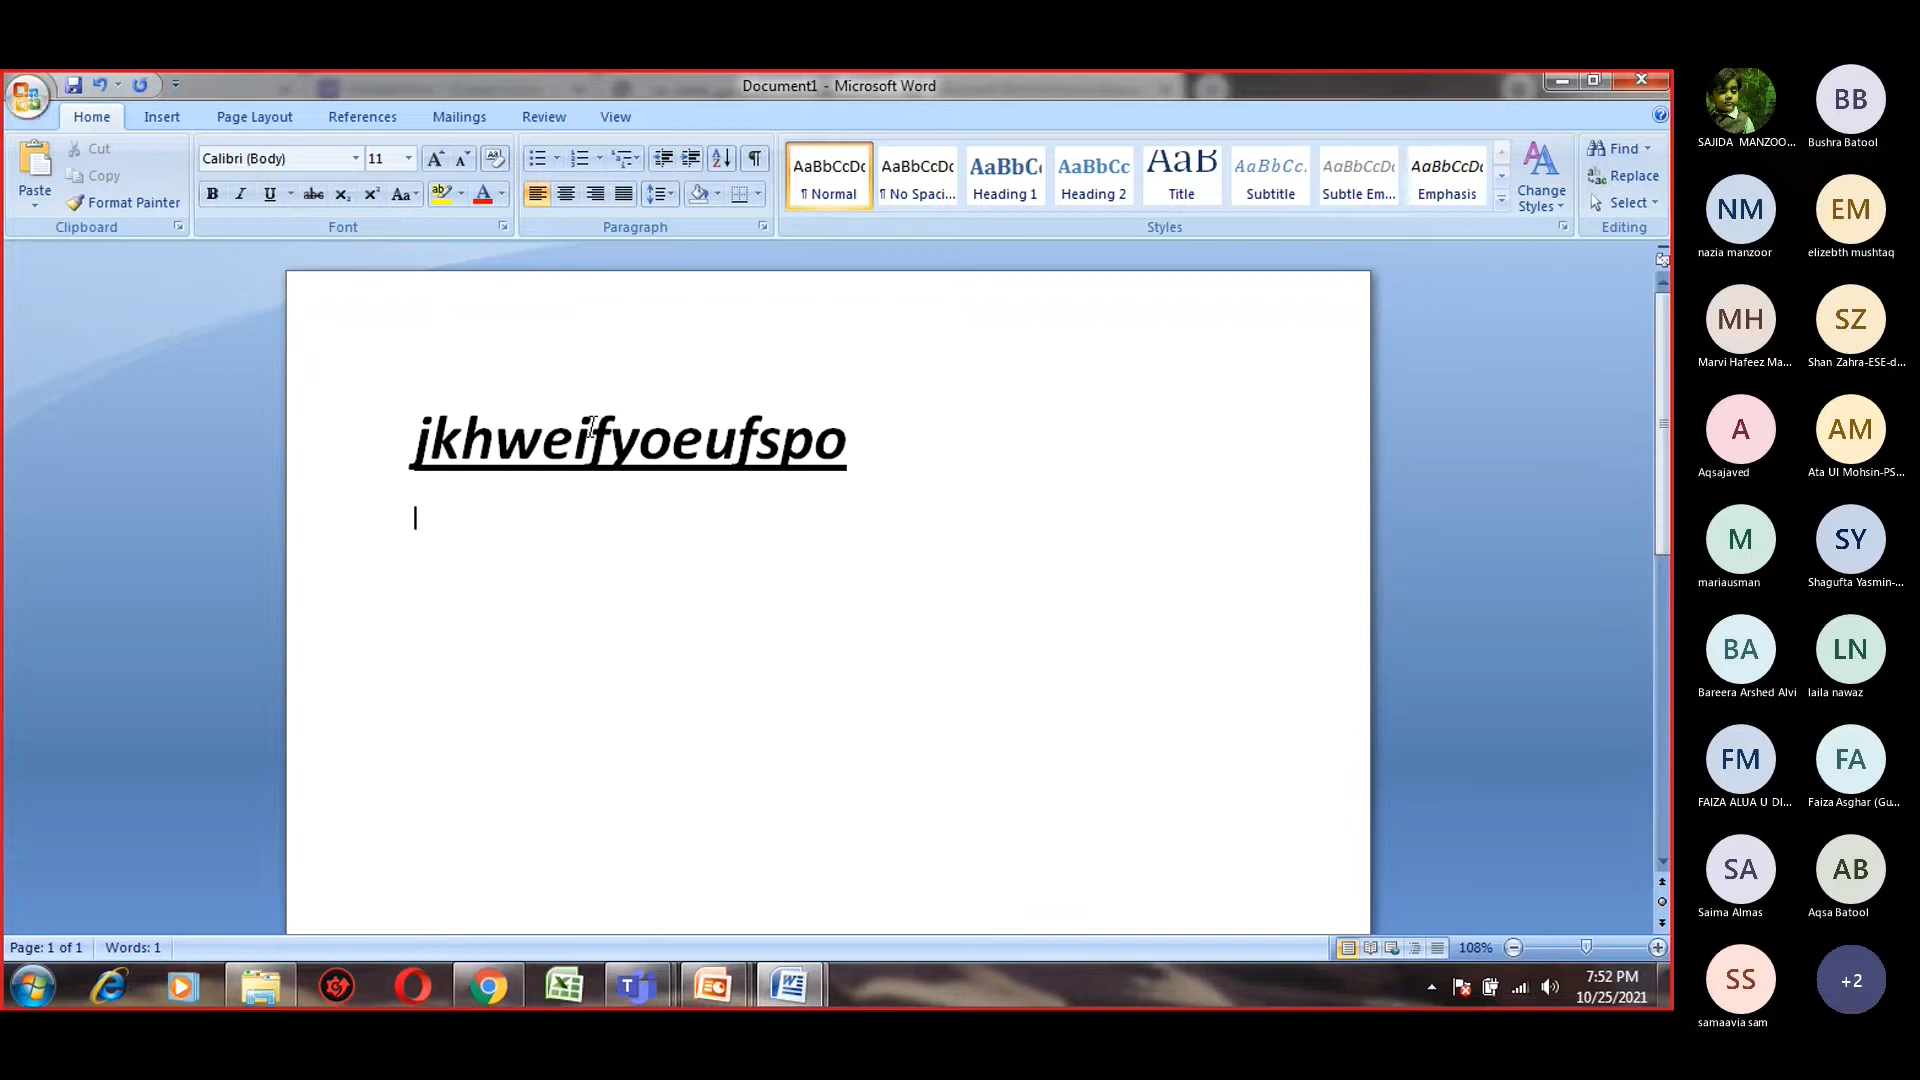 Document1 - Microsoft Word
Home Insert Page Layout References Mailings Review View
Paste
Cut
Copy
Format Painter
Clipboard
Calibri (Body) 11
B I U abc x₂ x² Aa ab A
Font
Paragraph
AaBbCcDc AaBbCcDc AaBbC AaBbCc AaB AaBbCc. AaBbCcDc AaBbCcDc
¶ Normal ¶ No Spaci... Heading 1 Heading 2 Title Subtitle Subtle Em... Emphasis
Change
Styles
Styles
Find
Replace
Select
Editing
jkhweifyoeufspo
Page: 1 of 1 Words: 1
108%
7:52 PM
10/25/2021
SAJIDA MANZOO...
BB
Bushra Batool
NM
nazia manzoor
EM
elizebth mushtaq
MH
Marvi Hafeez Ma...
SZ
Shan Zahra-ESE-d...
A
Aqsajaved
AM
Ata Ul Mohsin-PS...
M
mariausman
SY
Shagufta Yasmin-...
BA
Bareera Arshed Alvi
LN
laila nawaz
FM
FAIZA ALUA U DI...
FA
Faiza Asghar (Gu...
SA
Saima Almas
AB
Aqsa Batool
SS
samaavia sam
+2